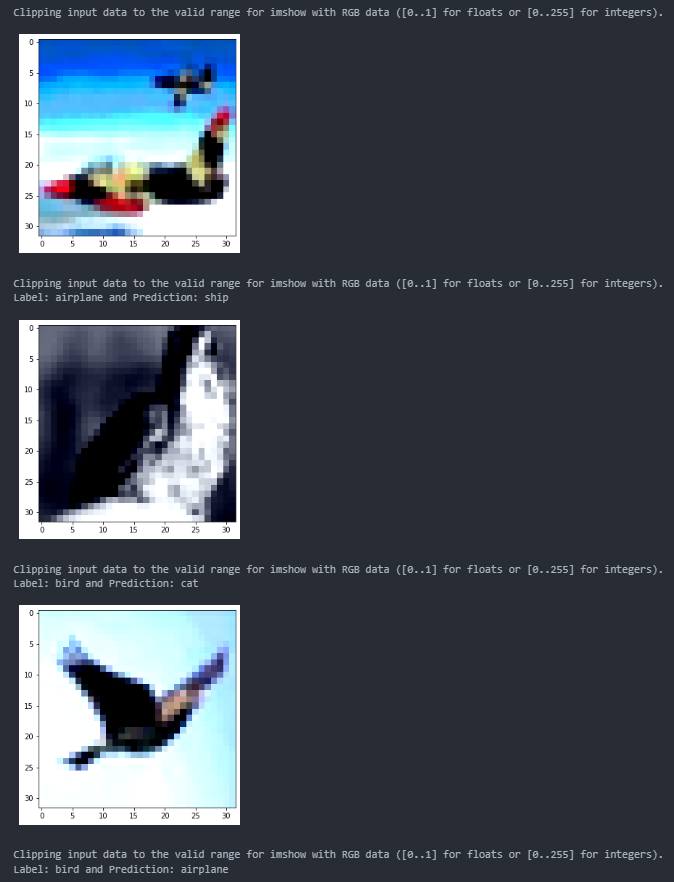 Clipping input data to the valid range for imshow with RGB data ([0..1] for floats or [0..255] for integers).
0
5
10
15
20
25
30
0 5 10 15 20 25 30
Clipping input data to the valid range for imshow with RGB data ([0..1] for floats or [0..255] for integers).
Label: airplane and Prediction: ship
0
5
10
15
20
25
30
0 5 10 15 20 25 30
Clipping input data to the valid range for imshow with RGB data ([0..1] for floats or [0..255] for integers).
Label: bird and Prediction: cat
0
5
10
15
20
25
30
0 5 10 15 20 25 30
Clipping input data to the valid range for imshow with RGB data ([0..1] for floats or [0..255] for integers).
Label: bird and Prediction: airplane